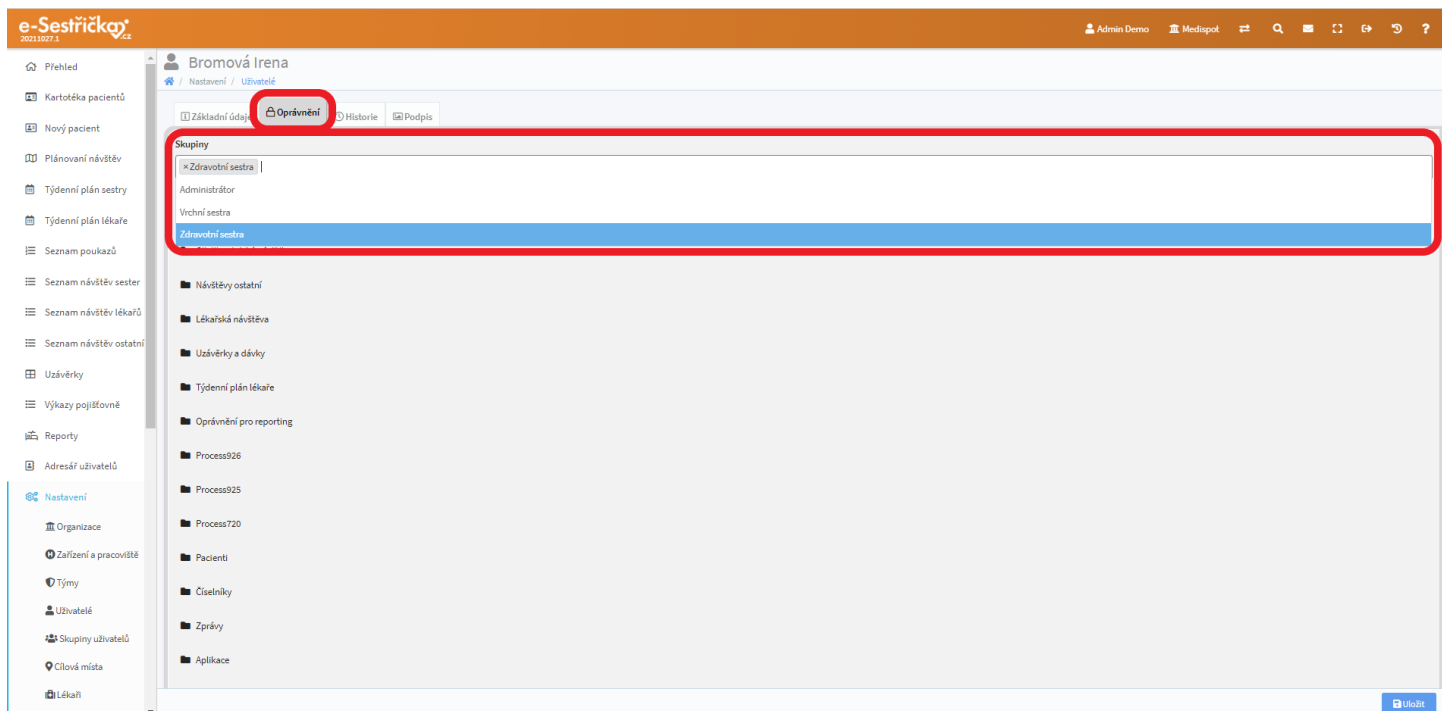 e-Sestřička.cz
20211027.1
Admin Demo
Medispot
Přehled
Kartotéka pacientů
Nový pacient
Plánovaní návštěv
Týdenní plán sestry
Týdenní plán lékaře
Seznam poukazů
Seznam návštěv sester
Seznam návštěv lékařů
Seznam návštěv ostatní
Uzávěrky
Výkazy pojišťovně
Reporty
Adresář uživatelů
Nastavení
Organizace
Zařízení a pracoviště
Týmy
Uživatelé
Skupiny uživatelů
Cílová místa
Lékaři
Bromová Irena
/ Nastavení / Uživatelé
Základní údaje
Oprávnění
Historie
Podpis
Skupiny
×Zdravotní sestra
Administrátor
Vrchní sestra
Zdravotní sestra
Návštěvy ostatní
Lékařská návštěva
Uzávěrky a dávky
Týdenní plán lékaře
Oprávnění pro reporting
Process926
Process925
Process720
Pacienti
Číselníky
Zprávy
Aplikace
Uložit